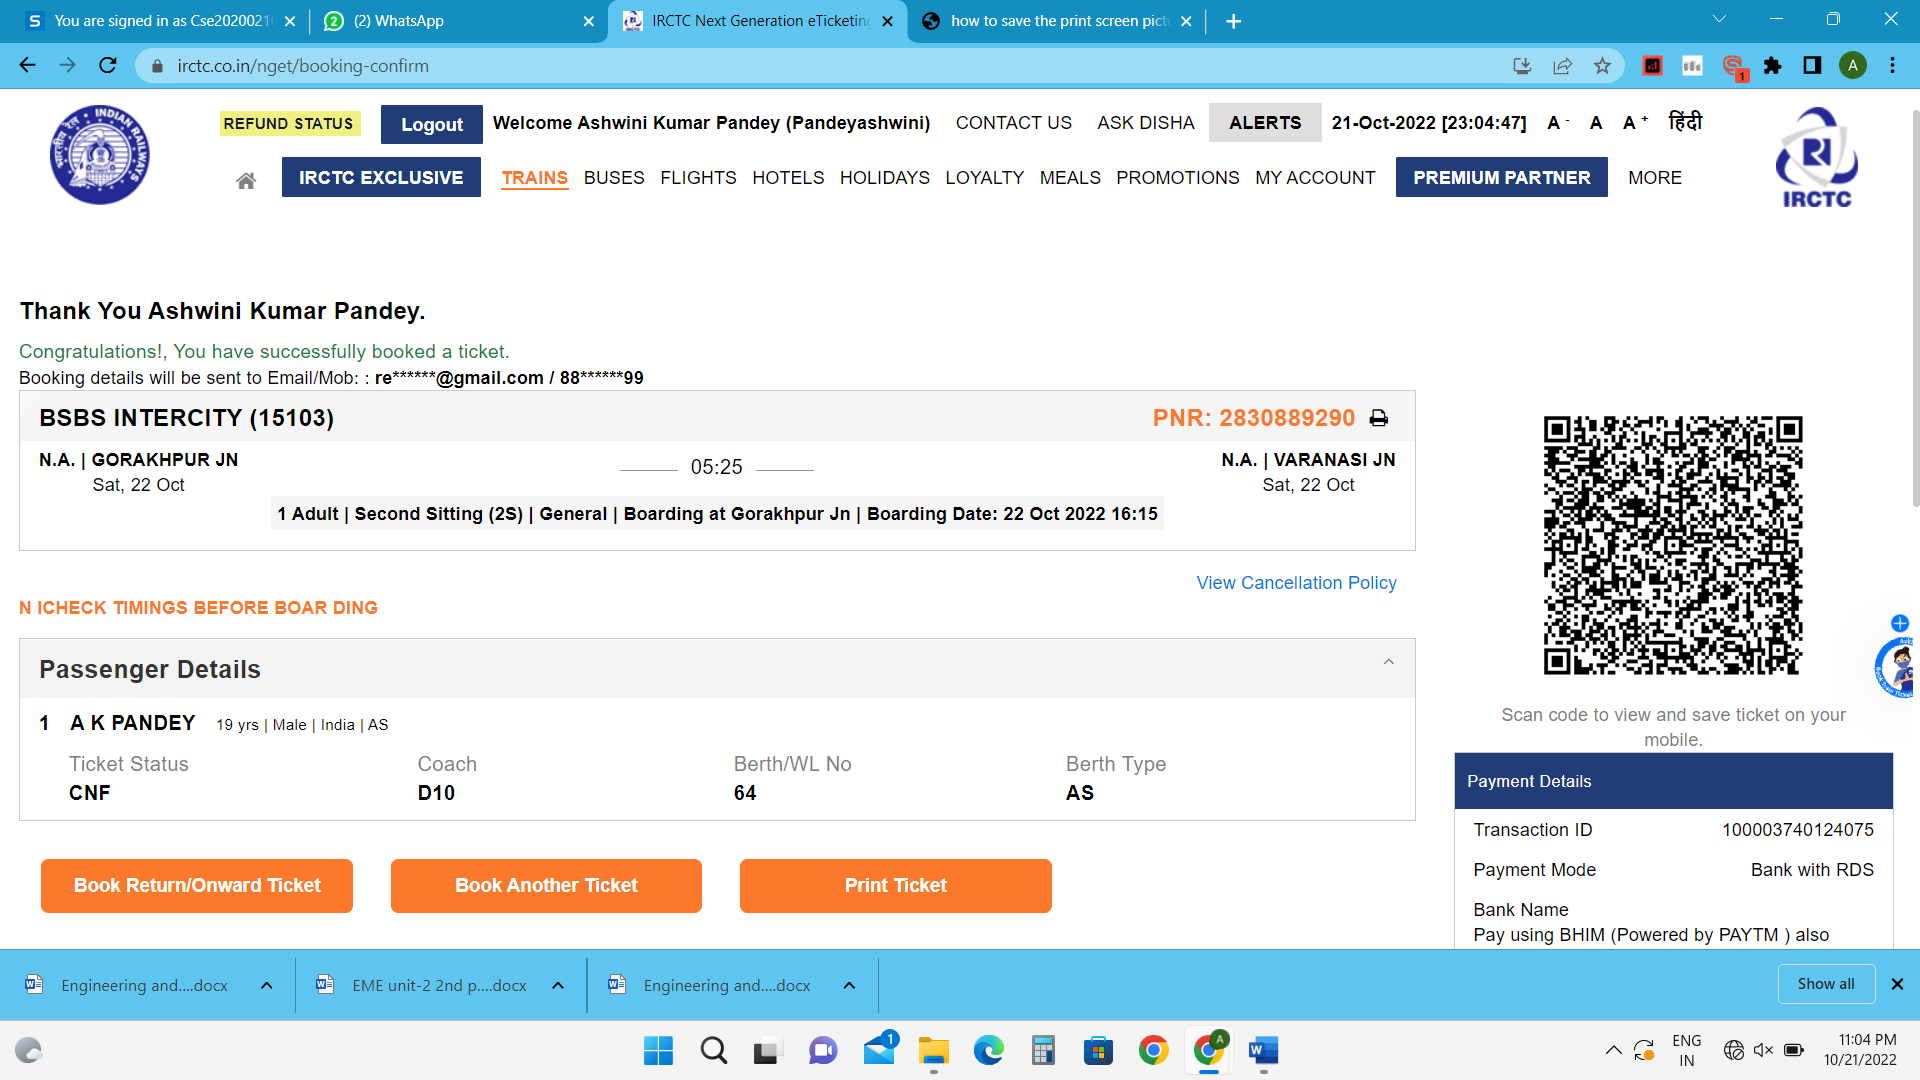 You are signed in as Cse2020021
(2) WhatsApp
IRCTC Next Generation eTicketing
how to save the print screen pict
irctc.co.in/nget/booking-confirm
1
A
INDIAN RAILWAYS
भारतीय रेल
REFUND STATUS
Logout
Welcome Ashwini Kumar Pandey (Pandeyashwini)
CONTACT US
ASK DISHA
ALERTS
21-Oct-2022 [23:04:47]
A -
A
A +
हिंदी
IRCTC EXCLUSIVE
TRAINS
BUSES
FLIGHTS
HOTELS
HOLIDAYS
LOYALTY
MEALS
PROMOTIONS
MY ACCOUNT
PREMIUM PARTNER
MORE
IRCTC
Thank You Ashwini Kumar Pandey.
Congratulations!, You have successfully booked a ticket.
Booking details will be sent to Email/Mob: : re******@gmail.com / 88******99
BSBS INTERCITY (15103)
PNR: 2830889290
N.A. | GORAKHPUR JN
05:25
N.A. | VARANASI JN
Sat, 22 Oct
Sat, 22 Oct
1 Adult | Second Sitting (2S) | General | Boarding at Gorakhpur Jn | Boarding Date: 22 Oct 2022 16:15
View Cancellation Policy
N ICHECK TIMINGS BEFORE BOAR DING
Passenger Details
1 A K PANDEY 19 yrs | Male | India | AS
Ticket Status
Coach
Berth/WL No
Berth Type
CNF
D10
64
AS
Book Return/Onward Ticket
Book Another Ticket
Print Ticket
Scan code to view and save ticket on your
mobile.
Payment Details
Transaction ID 100003740124075
Payment Mode Bank with RDS
Bank Name
Pay using BHIM (Powered by PAYTM ) also
Engineering and....docx
EME unit-2 2nd p....docx
Engineering and....docx
Show all
1
A
ENG
IN
11:04 PM
10/21/2022